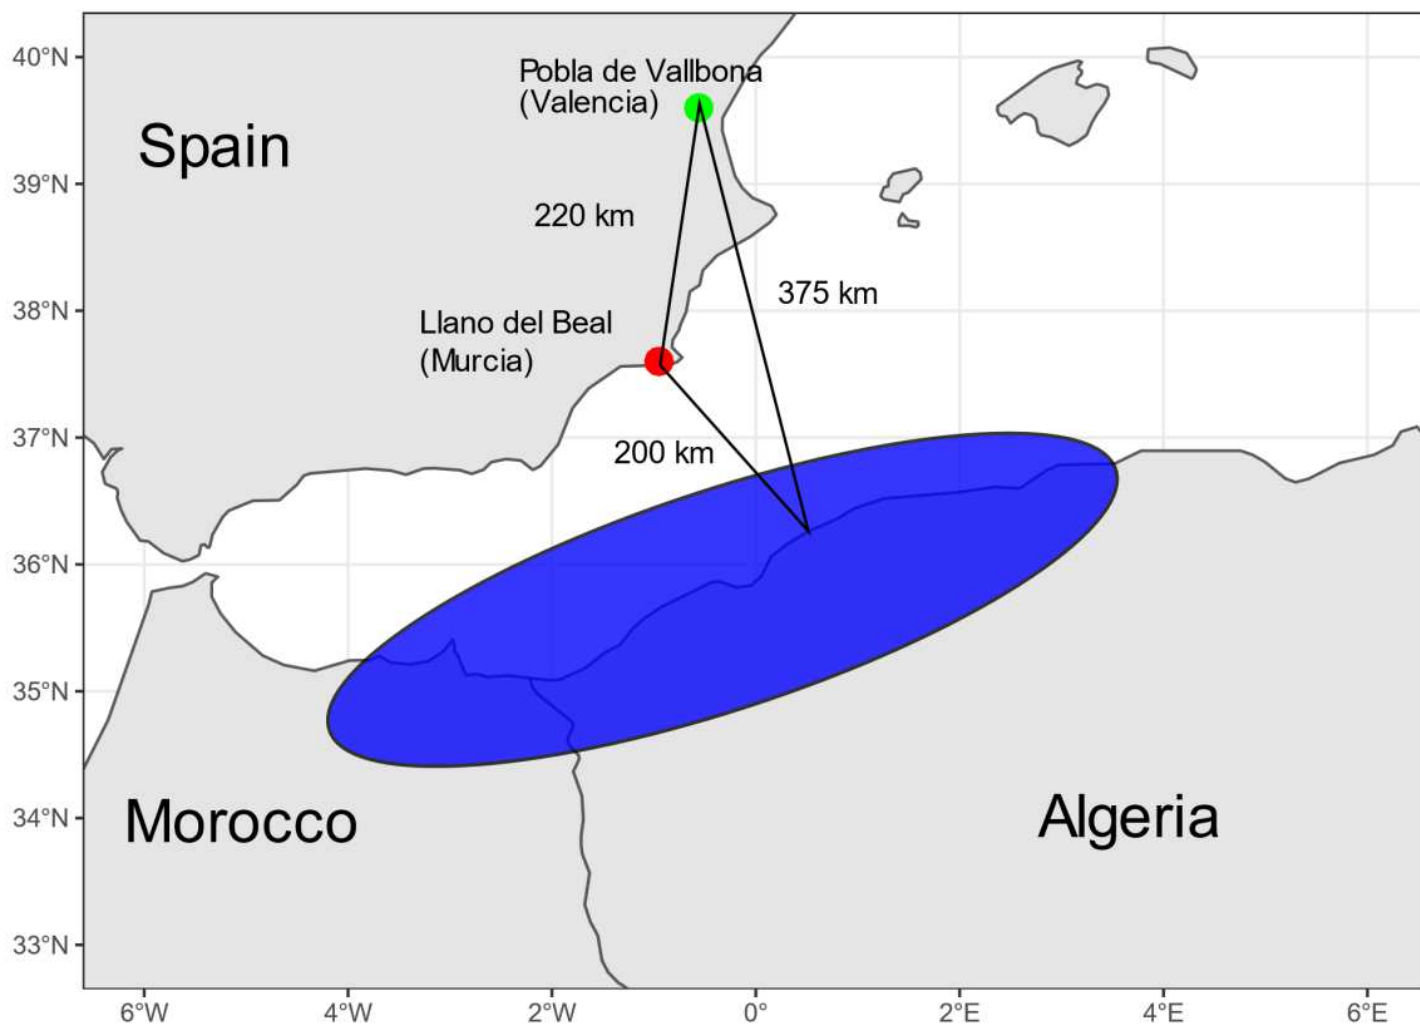 40°N
Pobla de Vallbona
(Valencia)
Spain
39°N
220 km
375 km
38°N
Llano del Beal
(Murcia)
37°N
200 km
36°N
35°N
34°N
Morocco
Algeria
33°N
6°W
4°W
2°W
0°
2°E
4°E
6°E